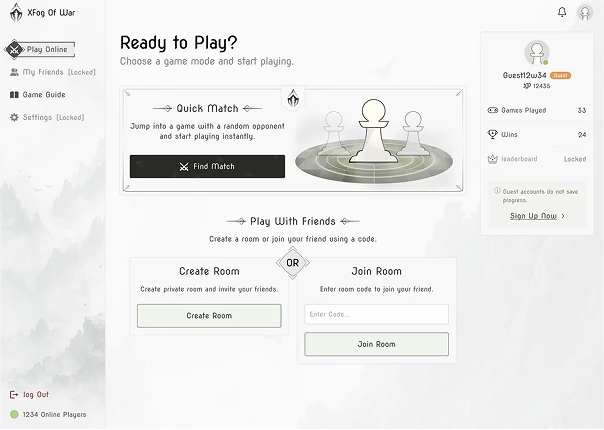 XFog Of War
Play Online
My Friends [Locked]
Game Guide
Settings [Locked]
log Out
1234 Online Players
Ready to Play?
Choose a game mode and start playing.
Quick Match
Jump into a game with a random opponent
and start playing instantly.
Find Match
Play With Friends
Create a room or join your friend using a code.
OR
Create Room
Create private room and invite your friends.
Create Room
Join Room
Enter room code to join your friend.
Enter Code...
Join Room
Guest12w34 Guest
XP 12435
Games Played 33
Wins 24
leaderboard Locked
Guest accounts do not save
progress.
Sign Up Now >